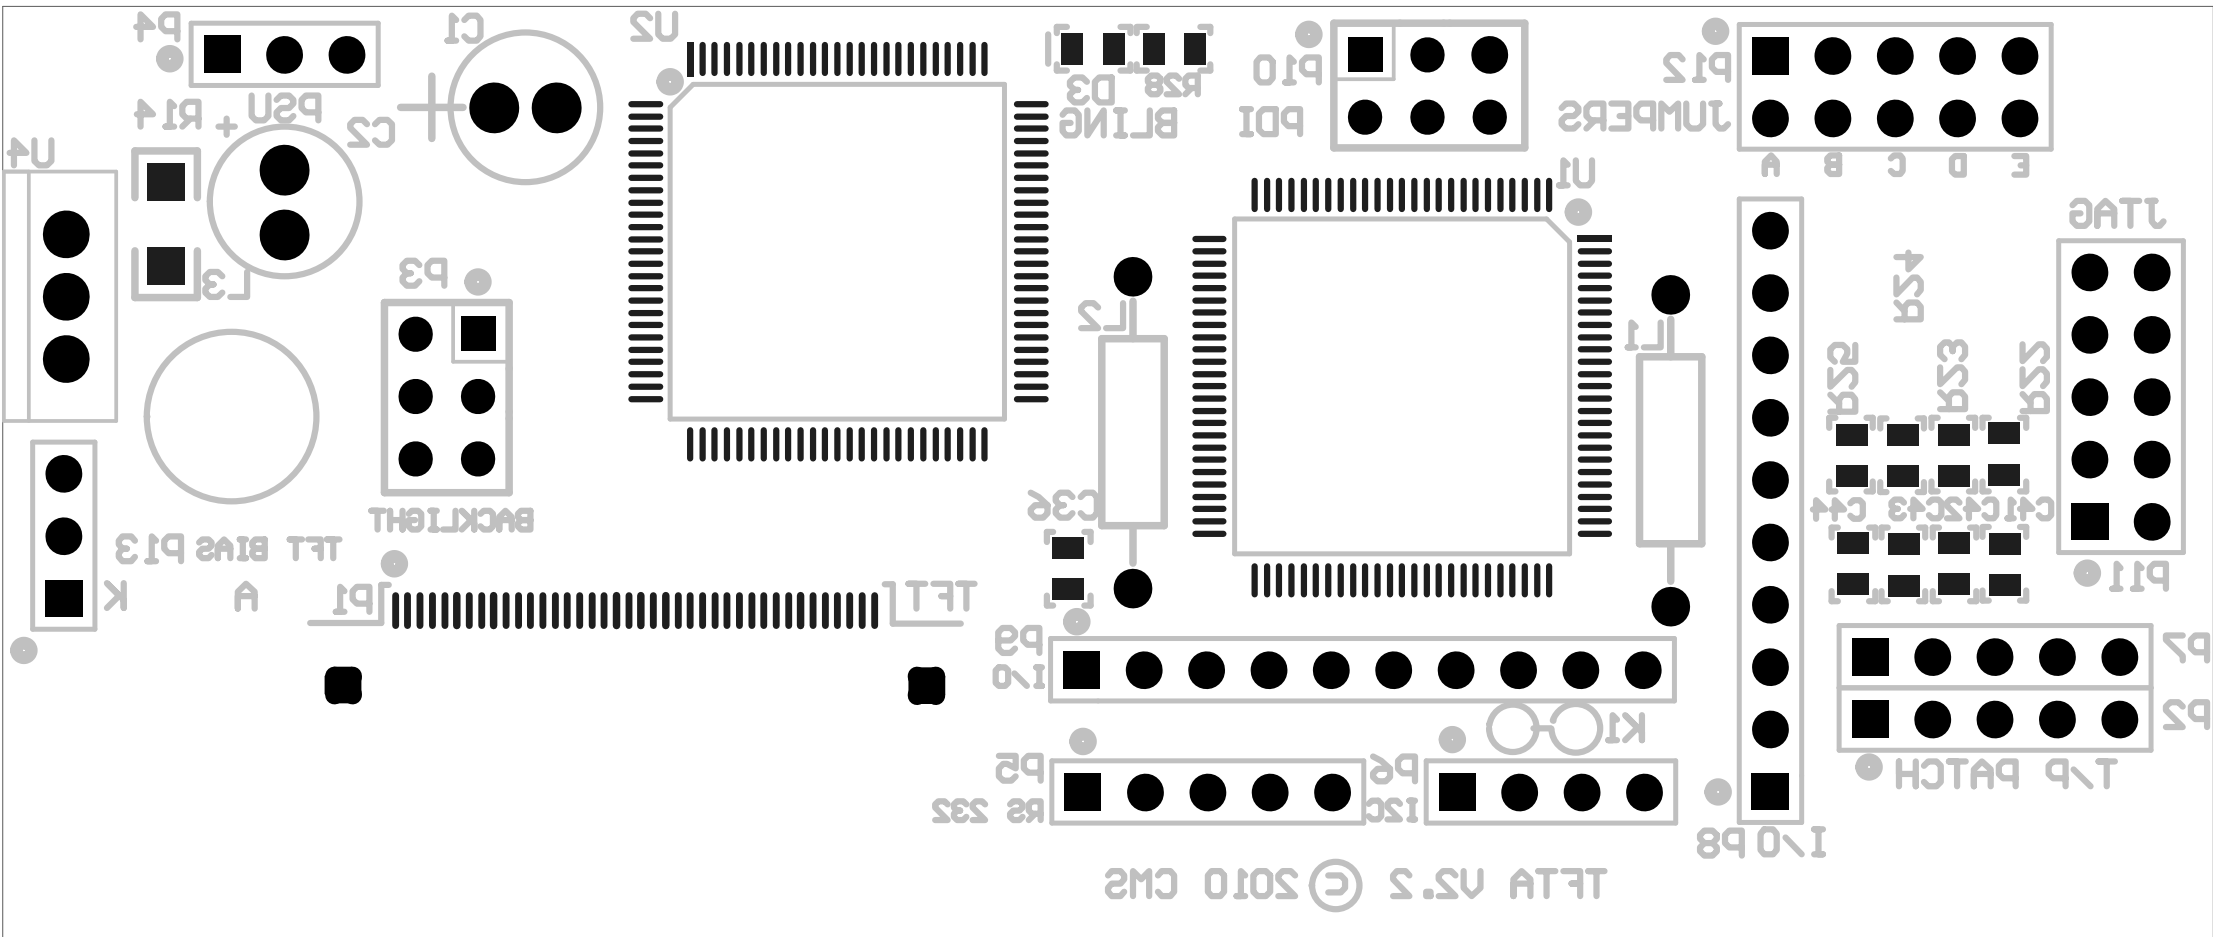 P4
C1
U2
D3
R28
BLING
P10
PDI
P12
JUMPERS
A B C D E
R14
+
PSU
C2
U4
L3
P3
U1
JTAG
L2
L1
R24
R25
R23
R22
C36
C44 C43 C42 C41
BACKLIGHT
P13
TFT BIAS
K
A
P1
TFT
P11
P9
I/O
P7
P2
K1
P5
RS 232
P6
I2C
T/P PATCH
I/O P8
TFTA V2.2 © 2010 CMS